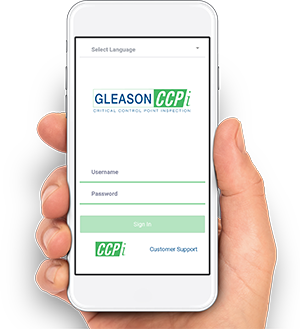 Select Language
GLEASON CCPi
CRITICAL CONTROL POINT INSPECTION
Username
Password
Sign In
CCPi Customer Support